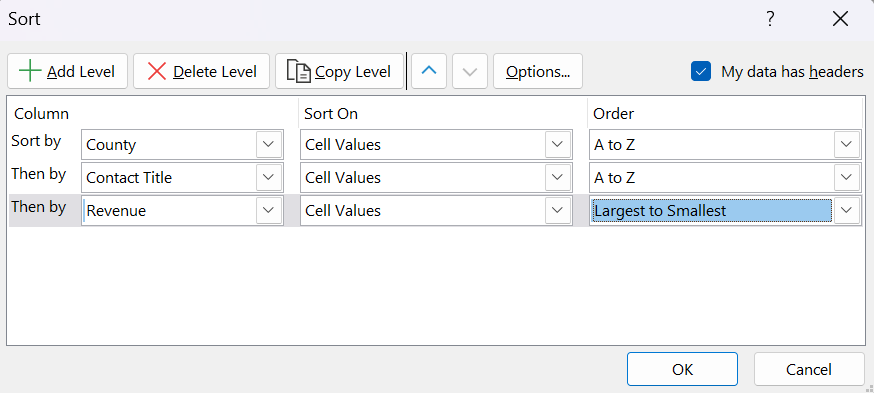 Sort ?
Add Level Delete Level Copy Level Options... My data has headers
Column Sort On Order
Sort by County Cell Values A to Z
Then by Contact Title Cell Values A to Z
Then by Revenue Cell Values Largest to Smallest
OK Cancel